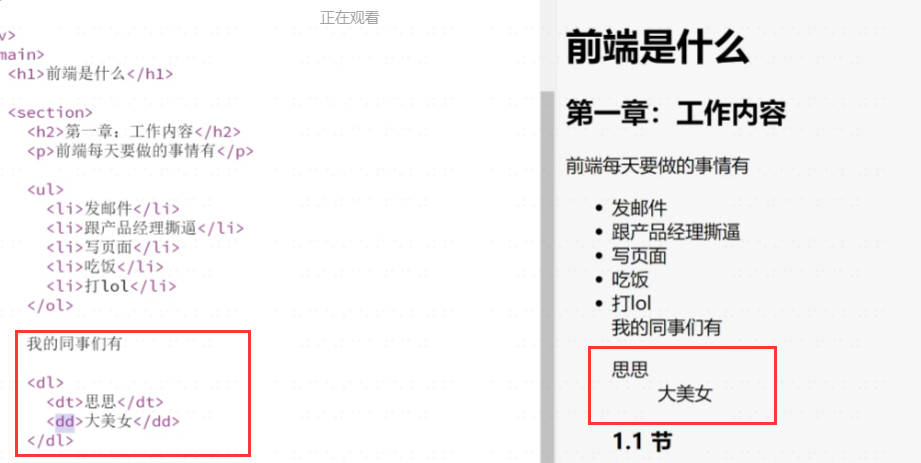 正在观看
v>
main>
<h1>前端是什么</h1>
<section>
<h2>第一章：工作内容</h2>
<p>前端每天要做的事情有</p>
<ul>
<li>发邮件</li>
<li>跟产品经理撕逼</li>
<li>写页面</li>
<li>吃饭</li>
<li>打lol</li>
</ol>
我的同事们有
<dl>
<dt>思思</dt>
<dd>大美女</dd>
</dl>
前端是什么
第一章：工作内容
前端每天要做的事情有
• 发邮件
• 跟产品经理撕逼
• 写页面
• 吃饭
• 打lol
我的同事们有
思思
大美女
1.1 节